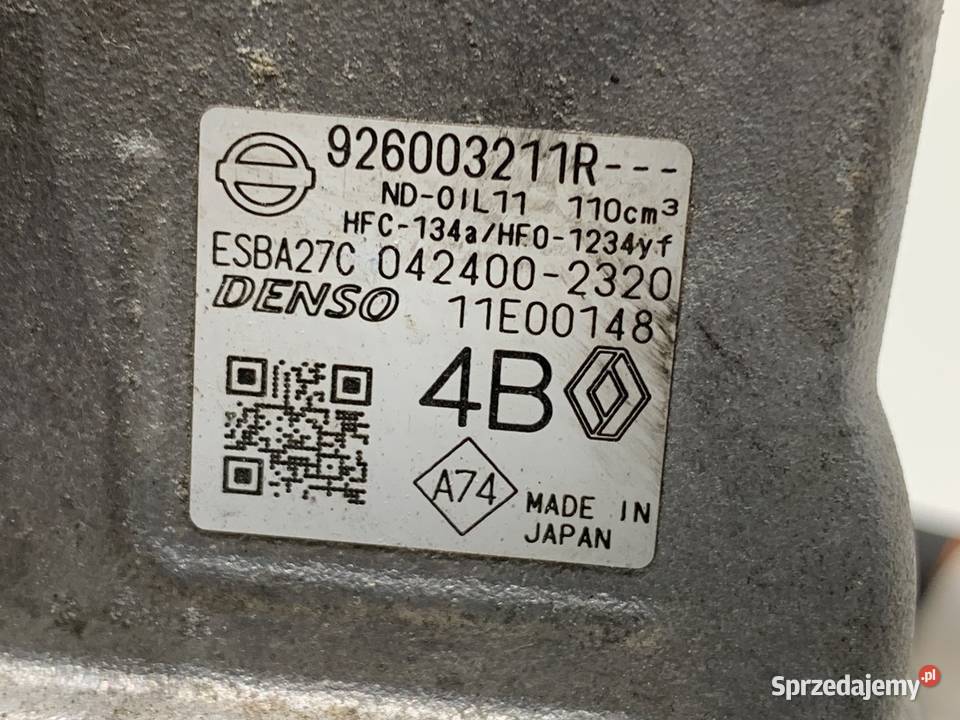 926003211R---
ND-OIL11 110cm³
HFC-134a/HFO-1234yf
ESBA27C 042400-2320
DENSO 11E00148
4B
A74
MADE IN
JAPAN
Sprzedajemy.pl